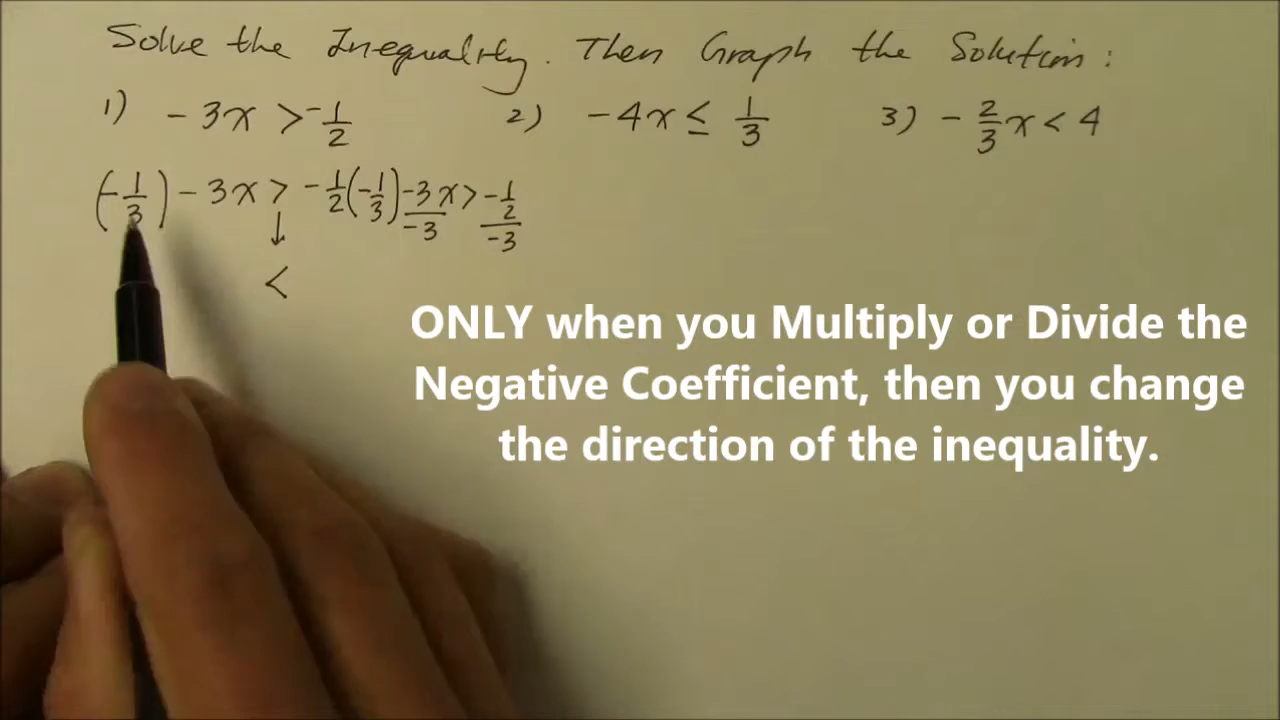 Solve the Inequality. Then Graph the Solution:
1) -3x > -1/2 2) -4x ≤ 1/3 3) -2/3 x < 4
(-1/3) -3x > -1/2 (-1/3) -3x/-3 > -1/2/-3
↓
<
ONLY when you Multiply or Divide the
Negative Coefficient, then you change
the direction of the inequality.